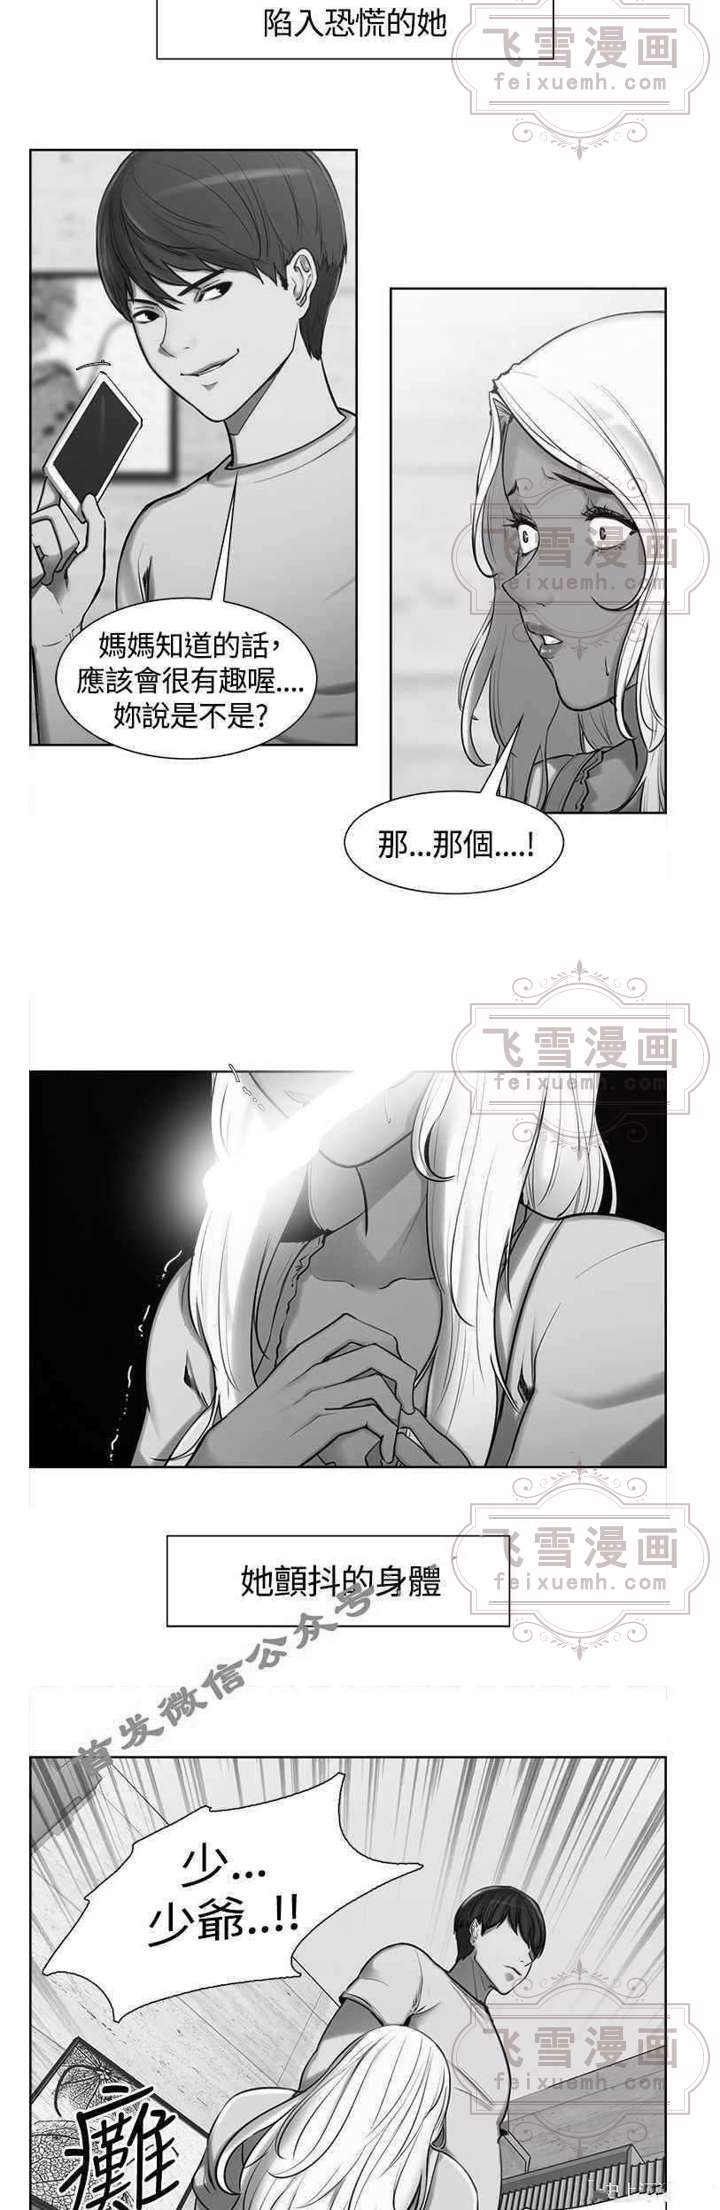 陷入恐慌的她
飞雪漫画
feixuemh.com
媽媽知道的話，
應該會很有趣喔....
妳說是不是?
飞雪漫画
feixuemh.com
那...那個....!
飞雪漫画
feixuemh.com
飞雪漫画
feixuemh.com
她顫抖的身體
首发微信公众号
少...
少爺..!!
飞雪漫画
feixuemh.com
癱